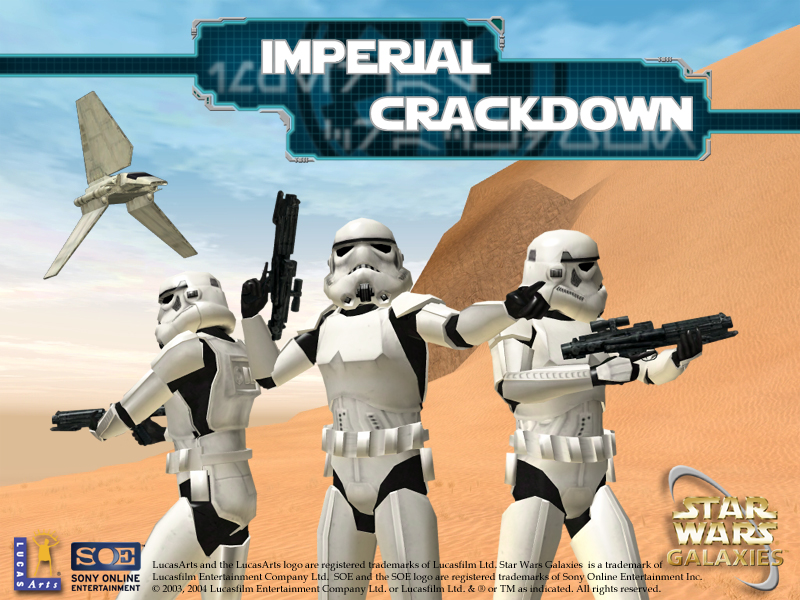 IMPERIAL
CRACKDOWN
STAR
WARS
GALAXIES
LUCAS
Arts
SOE
SONY ONLINE
ENTERTAINMENT
LucasArts and the LucasArts logo are registered trademarks of Lucasfilm Ltd. Star Wars Galaxies is a trademark of
Lucasfilm Entertainment Company Ltd. SOE and the SOE logo are registered trademarks of Sony Online Entertainment Inc.
© 2003, 2004 Lucasfilm Entertainment Company Ltd. or Lucasfilm Ltd. & ® or TM as indicated. All rights reserved.